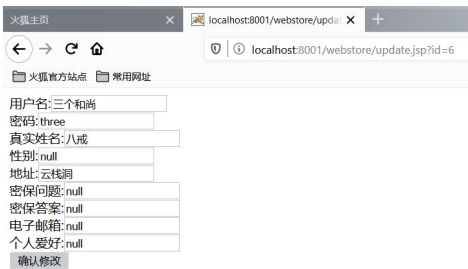 火狐主页 ×
localhost:8001/webstore/updat ×
localhost:8001/webstore/update.jsp?id=6
火狐官方站点 常用网址
用户名:三个和尚
密码:three
真实姓名:八戒
性别:null
地址:云栈洞
密保问题:null
密保答案:null
电子邮箱:null
个人爱好:null
确认修改